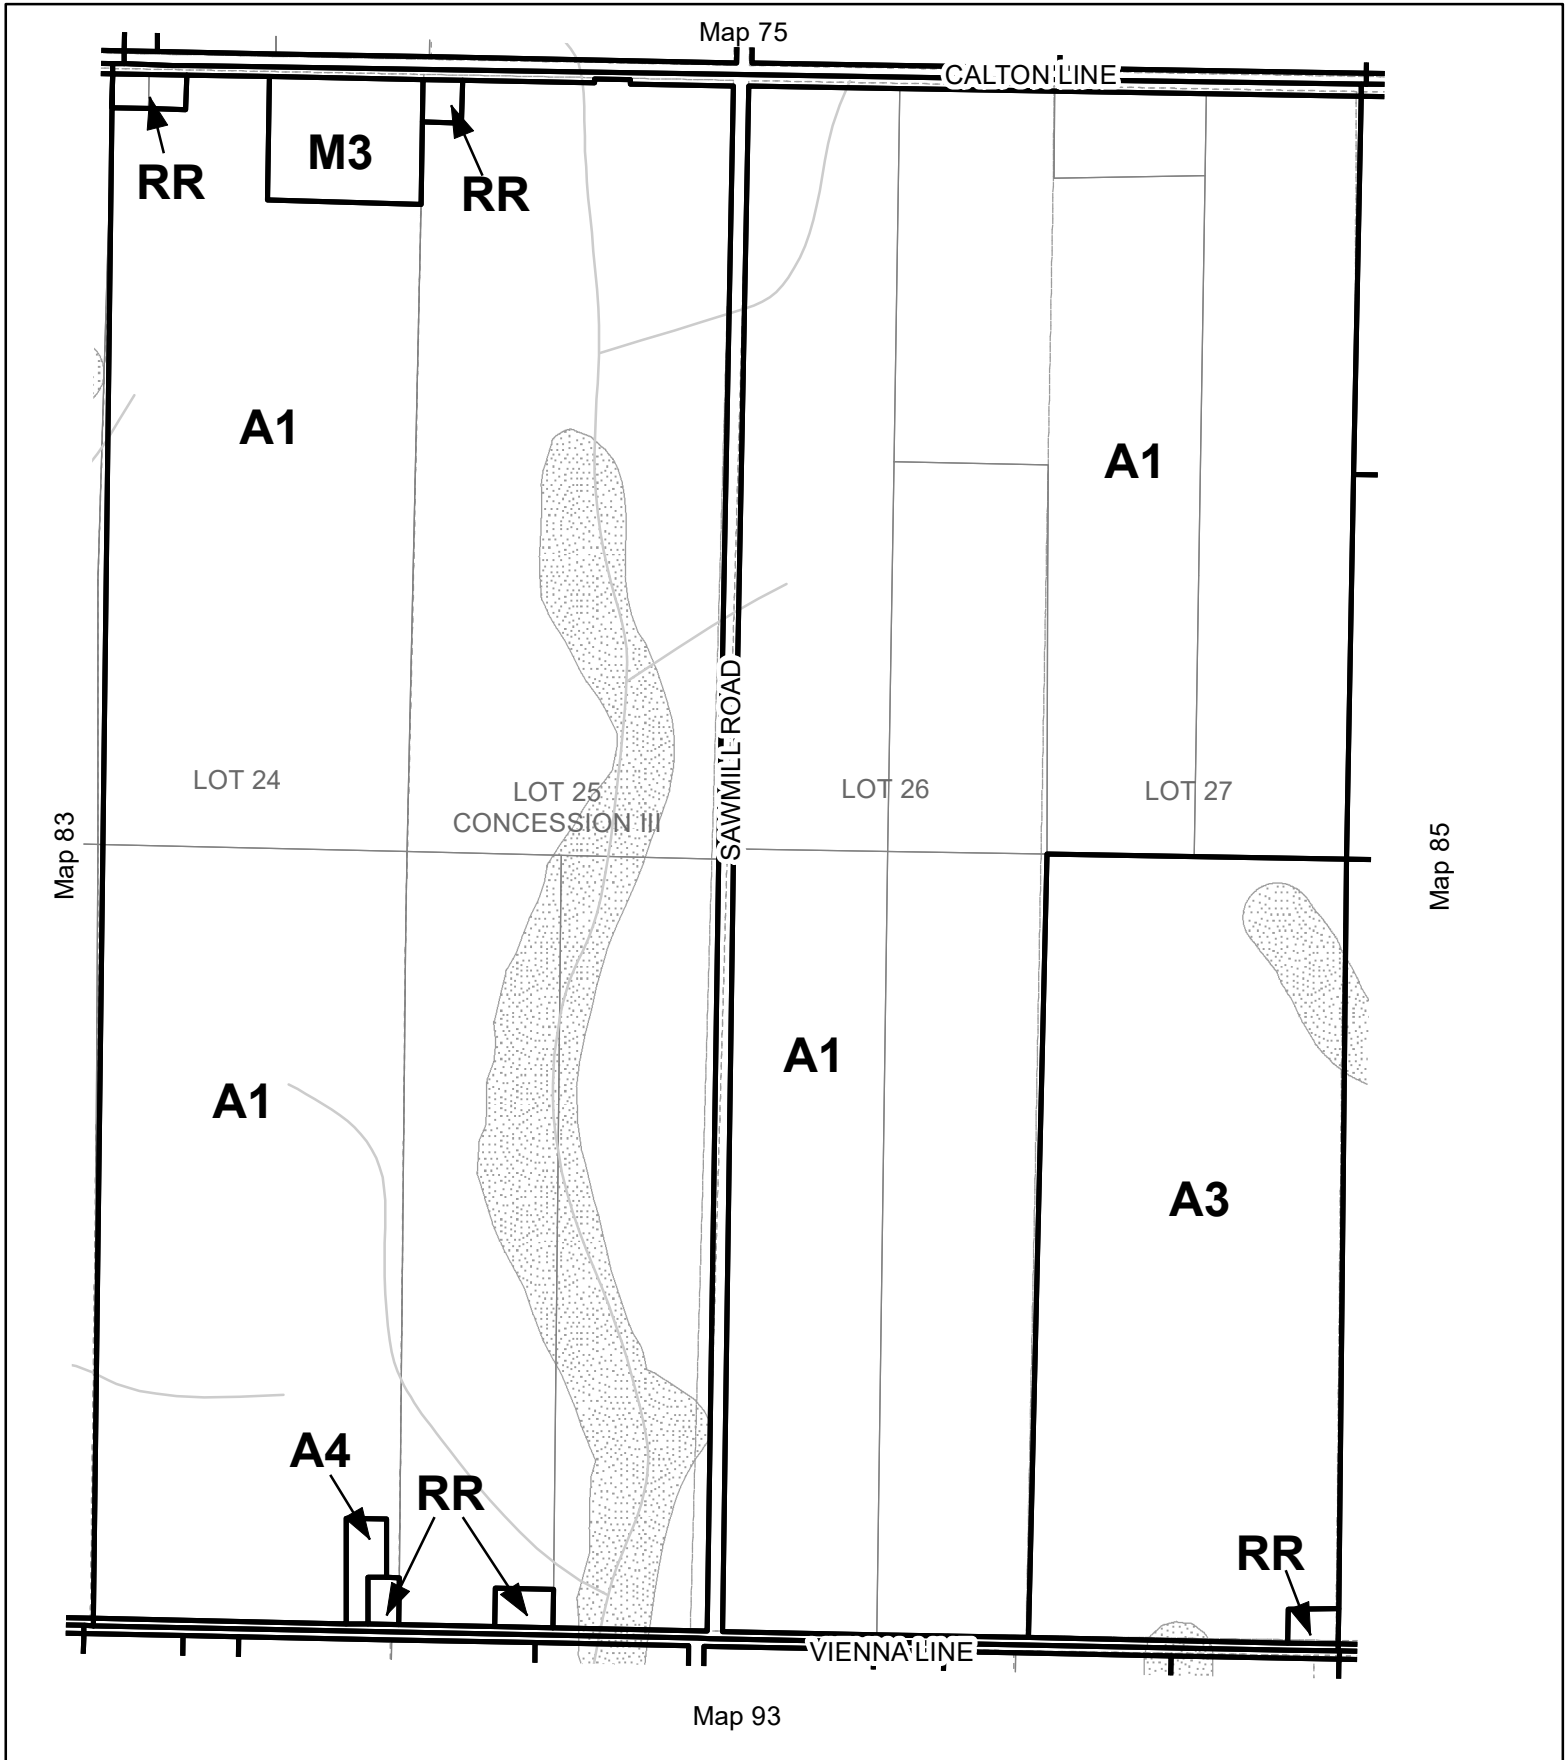 Map 75
CALTON LINE
M3
RR
RR
A1
A1
SAWMILL ROAD
LOT 24
LOT 25
CONCESSION III
LOT 26
LOT 27
Map 83
Map 85
A1
A1
A3
A4
RR
RR
VIENNA LINE
Map 93